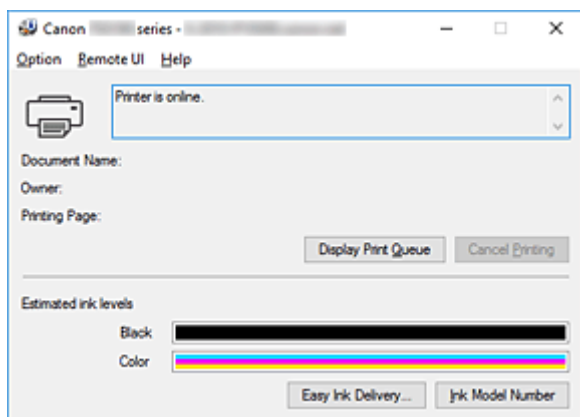 Canon series -
Option Remote UI Help
Printer is online.
Document Name:
Owner:
Printing Page:
Display Print Queue Cancel Printing
Estimated ink levels
Black
Color
Easy Ink Delivery... Ink Model Number